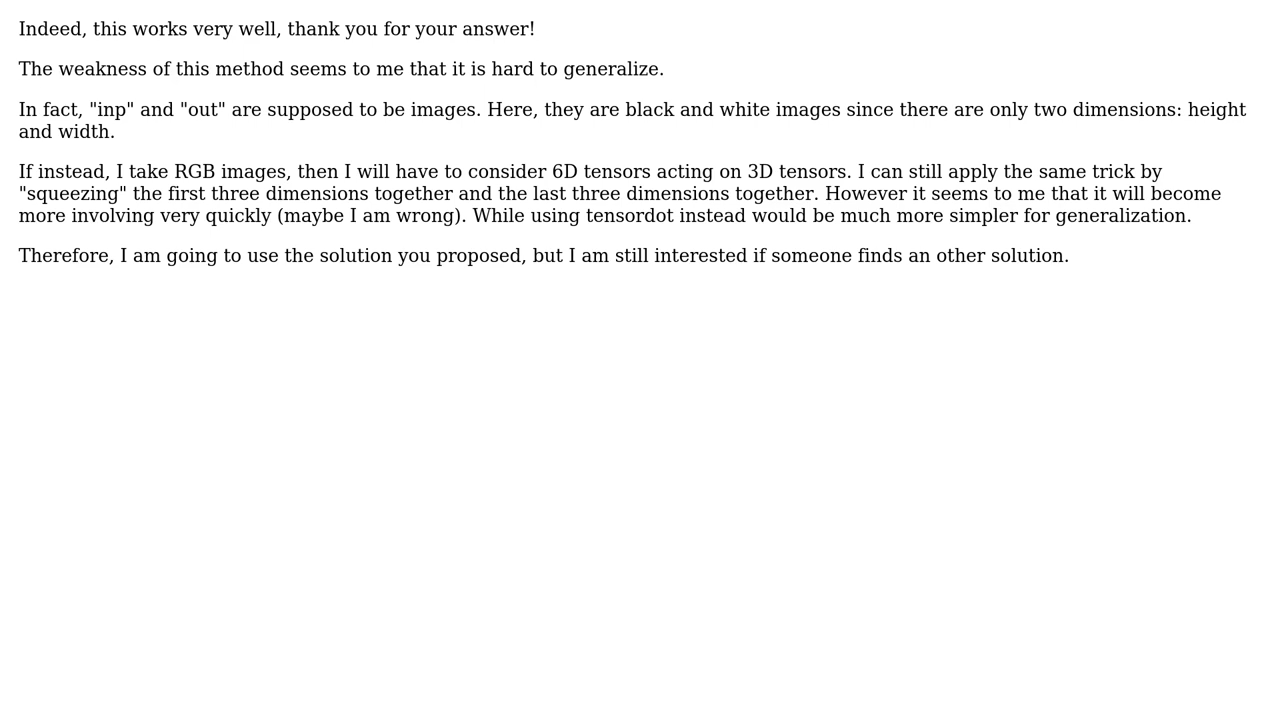 Indeed, this works very well, thank you for your answer!
The weakness of this method seems to me that it is hard to generalize.
In fact, "inp" and "out" are supposed to be images. Here, they are black and white images since there are only two dimensions: height
and width.
If instead, I take RGB images, then I will have to consider 6D tensors acting on 3D tensors. I can still apply the same trick by
"squeezing" the first three dimensions together and the last three dimensions together. However it seems to me that it will become
more involving very quickly (maybe I am wrong). While using tensordot instead would be much more simpler for generalization.
Therefore, I am going to use the solution you proposed, but I am still interested if someone finds an other solution.